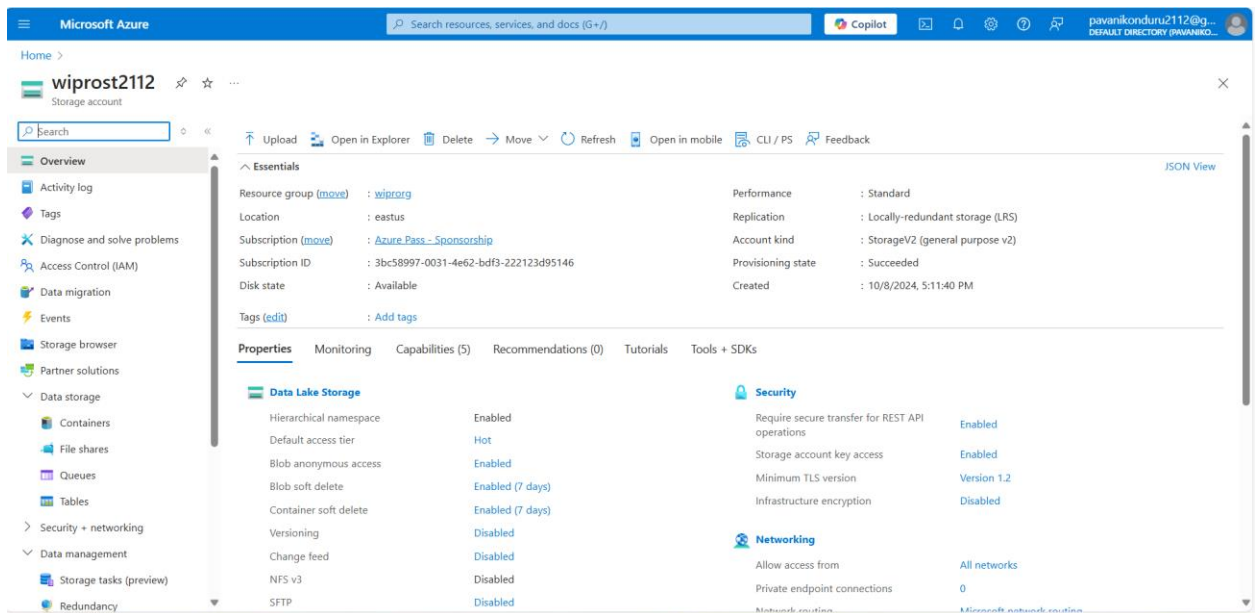 Microsoft Azure
Search resources, services, and docs (G+/)
Copilot
pavanikonduru2112@g...
DEFAULT DIRECTORY (PAVANIKO...
Home >
wiprost2112
Storage account
Search
Overview
Activity log
Tags
Diagnose and solve problems
Access Control (IAM)
Data migration
Events
Storage browser
Partner solutions
Data storage
Containers
File shares
Queues
Tables
Security + networking
Data management
Storage tasks (preview)
Redundancy
Upload Open in Explorer Delete Move Refresh Open in mobile CLI / PS Feedback
Essentials JSON View
Resource group (move) : wiprorg
Location : eastus
Subscription (move) : Azure Pass - Sponsorship
Subscription ID : 3bc58997-0031-4e62-bdf3-222123d95146
Disk state : Available
Performance : Standard
Replication : Locally-redundant storage (LRS)
Account kind : StorageV2 (general purpose v2)
Provisioning state : Succeeded
Created : 10/8/2024, 5:11:40 PM
Tags (edit) : Add tags
Properties Monitoring Capabilities (5) Recommendations (0) Tutorials Tools + SDKs
Data Lake Storage
Hierarchical namespace Enabled
Default access tier Hot
Blob anonymous access Enabled
Blob soft delete Enabled (7 days)
Container soft delete Enabled (7 days)
Versioning Disabled
Change feed Disabled
NFS v3 Disabled
SFTP Disabled
Security
Require secure transfer for REST API
operations Enabled
Storage account key access Enabled
Minimum TLS version Version 1.2
Infrastructure encryption Disabled
Networking
Allow access from All networks
Private endpoint connections 0
Network routing Microsoft network routing